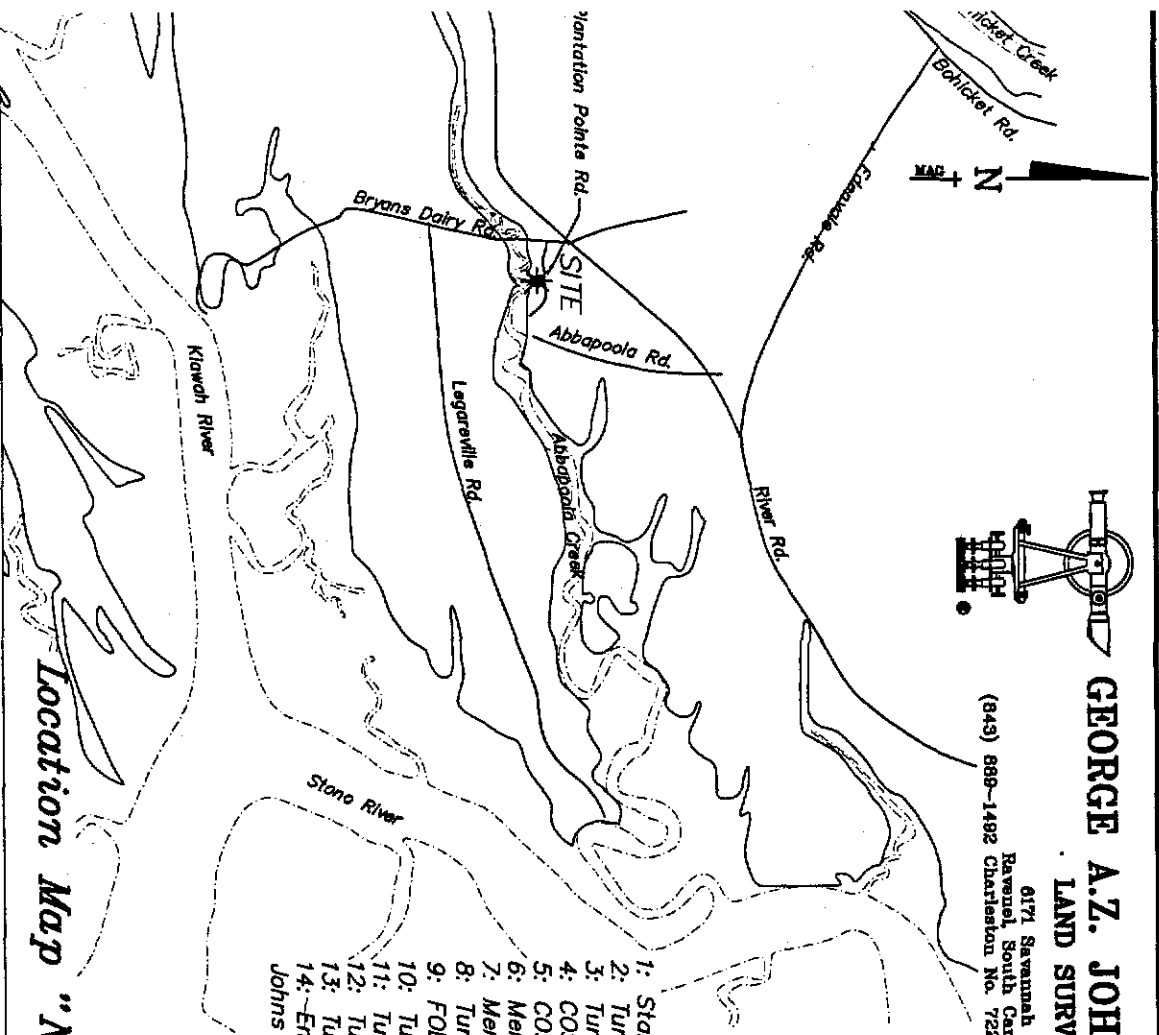 GEORGE A.Z. JOH
LAND SURV
6171 Savannah
Ravenel, South Car
(843) 889-1492 Charleston No. 72
hicket Creek
Bohicket Rd.
N
MAG
Edenvale Rd.
Plantation Pointe Rd.
SITE
Bryans Dairy Rd.
Abbapoola Rd.
River Rd.
Legareville Rd.
Abbapoola Creek
Kiawah River
Stono River
1: Sta
2: Tur
3: Tur
4: CO
5: CO
6: Me
7: Me
8: Tur
9: FO
10: Tu
11: Tu
12: Tu
13: Tu
14:-En
Johns
Location Map "N